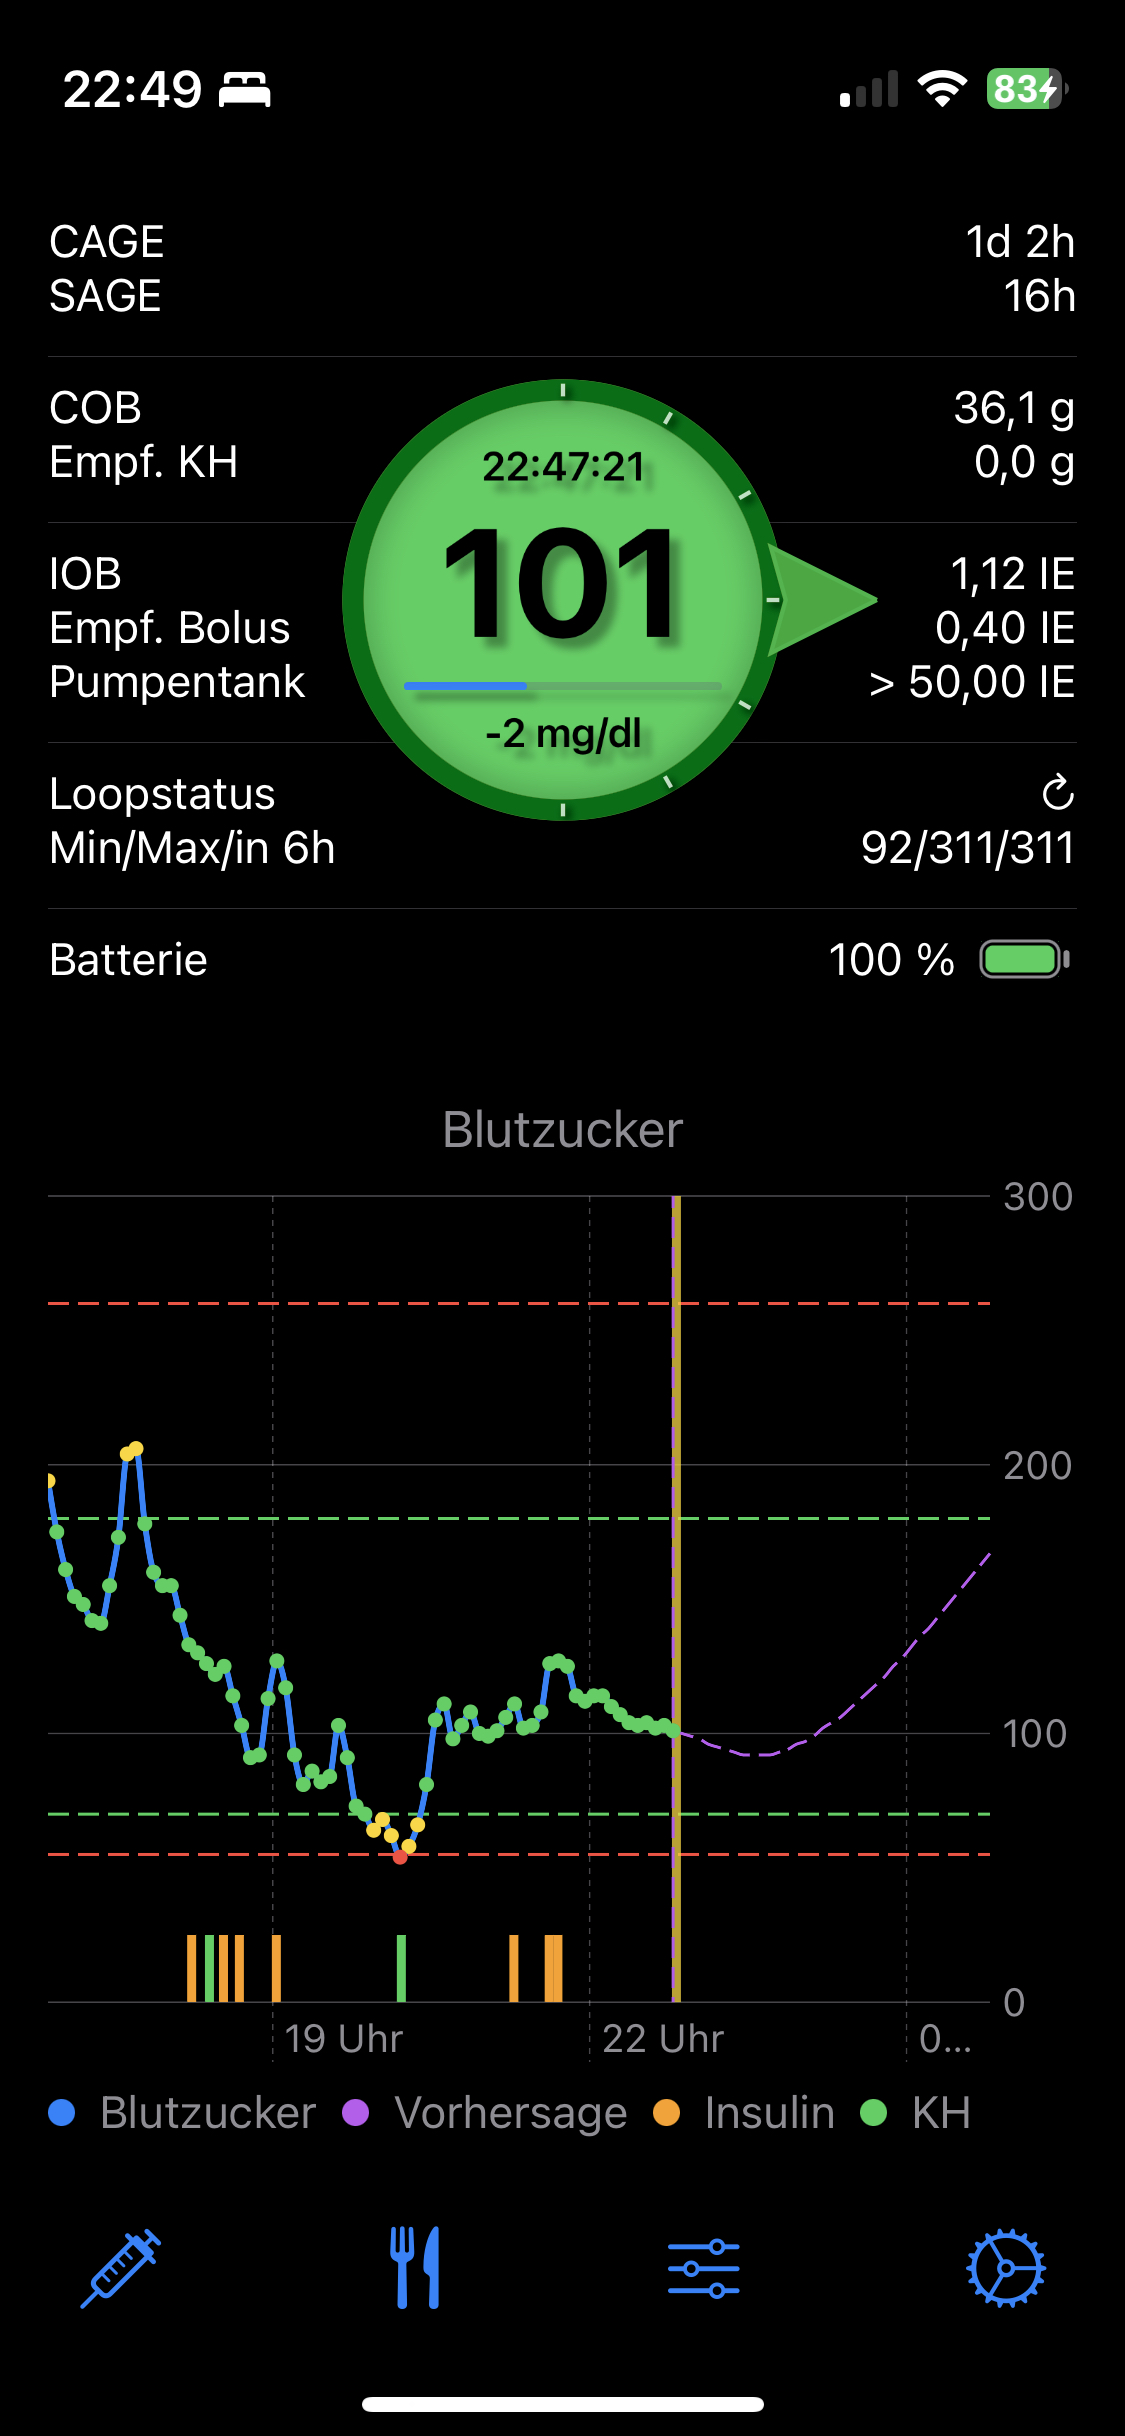 22:49
83
CAGE 1d 2h
SAGE 16h
COB 36,1 g
Empf. KH 0,0 g
22:47:21
101
-2 mg/dl
IOB 1,12 IE
Empf. Bolus 0,40 IE
Pumpentank > 50,00 IE
Loopstatus
Min/Max/in 6h 92/311/311
Batterie 100 %
Blutzucker
300
200
100
0
19 Uhr 22 Uhr 0...
Blutzucker Vorhersage Insulin KH